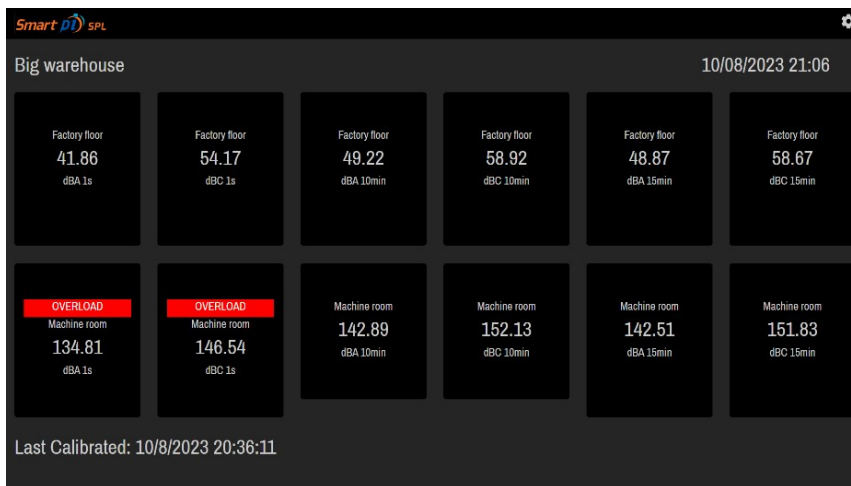 Smart pi) SPL
Big warehouse
10/08/2023 21:06
Factory floor
41.86
dBA 1s
Factory floor
54.17
dBC 1s
Factory floor
49.22
dBA 10min
Factory floor
58.92
dBC 10min
Factory floor
48.87
dBA 15min
Factory floor
58.67
dBC 15min
OVERLOAD
Machine room
134.81
dBA 1s
OVERLOAD
Machine room
146.54
dBC 1s
Machine room
142.89
dBA 10min
Machine room
152.13
dBC 10min
Machine room
142.51
dBA 15min
Machine room
151.83
dBC 15min
Last Calibrated: 10/8/2023 20:36:11